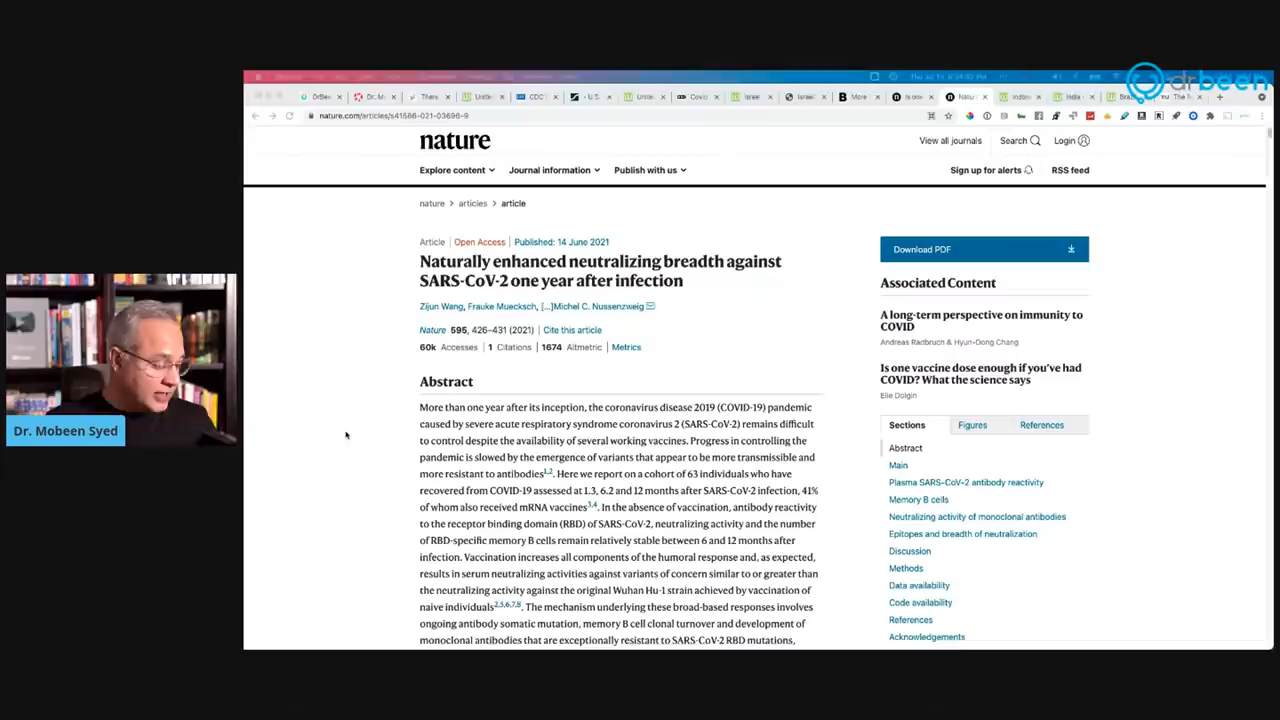 drbeen
DrBe
Dr. M
Thera
Unite
CDC
- U.S.
Unite
Covid
Israe
Israel
More
Is one
Natur
India
Braz
The T
nature.com/articles/s41586-021-03696-9
nature
View all journals
Search
Login
Explore content
Journal information
Publish with us
Sign up for alerts
RSS feed
nature > articles > article
Article | Open Access | Published: 14 June 2021
Naturally enhanced neutralizing breadth against
SARS-CoV-2 one year after infection
Zijun Wang, Frauke Muecksch, [...]Michel C. Nussenzweig
Nature 595, 426–431 (2021) | Cite this article
60k Accesses | 1 Citations | 1674 Altmetric | Metrics
Abstract
More than one year after its inception, the coronavirus disease 2019 (COVID-19) pandemic
caused by severe acute respiratory syndrome coronavirus 2 (SARS-CoV-2) remains difficult
to control despite the availability of several working vaccines. Progress in controlling the
pandemic is slowed by the emergence of variants that appear to be more transmissible and
more resistant to antibodies1,2. Here we report on a cohort of 63 individuals who have
recovered from COVID-19 assessed at 1.3, 6.2 and 12 months after SARS-CoV-2 infection, 41%
of whom also received mRNA vaccines3,4. In the absence of vaccination, antibody reactivity
to the receptor binding domain (RBD) of SARS-CoV-2, neutralizing activity and the number
of RBD-specific memory B cells remain relatively stable between 6 and 12 months after
infection. Vaccination increases all components of the humoral response and, as expected,
results in serum neutralizing activities against variants of concern similar to or greater than
the neutralizing activity against the original Wuhan Hu-1 strain achieved by vaccination of
naive individuals2,5,6,7,8. The mechanism underlying these broad-based responses involves
ongoing antibody somatic mutation, memory B cell clonal turnover and development of
monoclonal antibodies that are exceptionally resistant to SARS-CoV-2 RBD mutations,
Download PDF
Associated Content
A long-term perspective on immunity to
COVID
Andreas Radbruch & Hyun-Dong Chang
Is one vaccine dose enough if you've had
COVID? What the science says
Elie Dolgin
Sections
Figures
References
Abstract
Main
Plasma SARS-CoV-2 antibody reactivity
Memory B cells
Neutralizing activity of monoclonal antibodies
Epitopes and breadth of neutralization
Discussion
Methods
Data availability
Code availability
References
Acknowledgements
Dr. Mobeen Syed